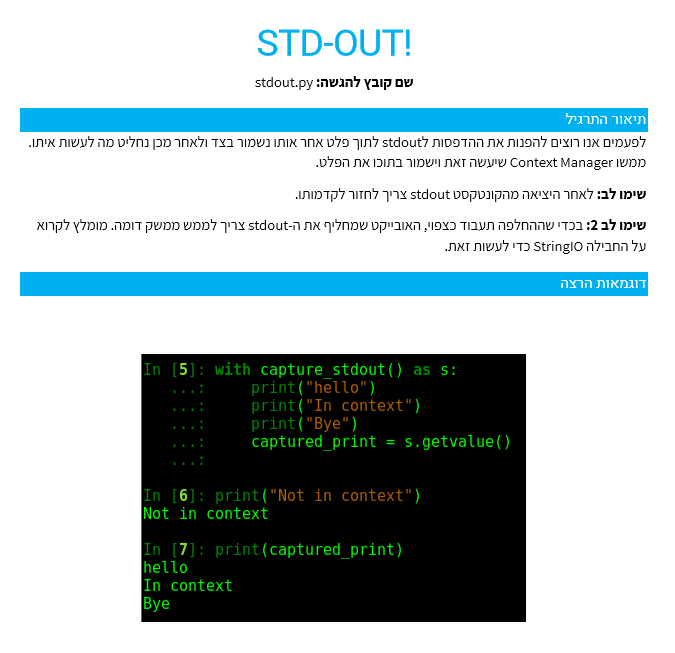 STD-OUT!
שם קובץ להגשה: stdout.py
תיאור התרגיל
לפעמים אנו רוצים להפנות את ההדפסות לstdout לתוך פלט אחר אותו נשמור בצד ולאחר מכן נחליט מה לעשות איתו.
ממשו Context Manager שיעשה זאת וישמור בתוכו את הפלט.
שימו לב: לאחר היציאה מהקונטקסט stdout צריך לחזור לקדמותו.
שימו לב 2: בכדי שההחלפה תעבוד כצפוי, האובייקט שמחליף את ה-stdout צריך לממש ממשק דומה. מומלץ לקרוא
על החבילה StringIO כדי לעשות זאת.
דוגמאות הרצה
In [5]: with capture_stdout() as s:
...: print("hello")
...: print("In context")
...: print("Bye")
...: captured_print = s.getvalue()
...:
In [6]: print("Not in context")
Not in context
In [7]: print(captured_print)
hello
In context
Bye